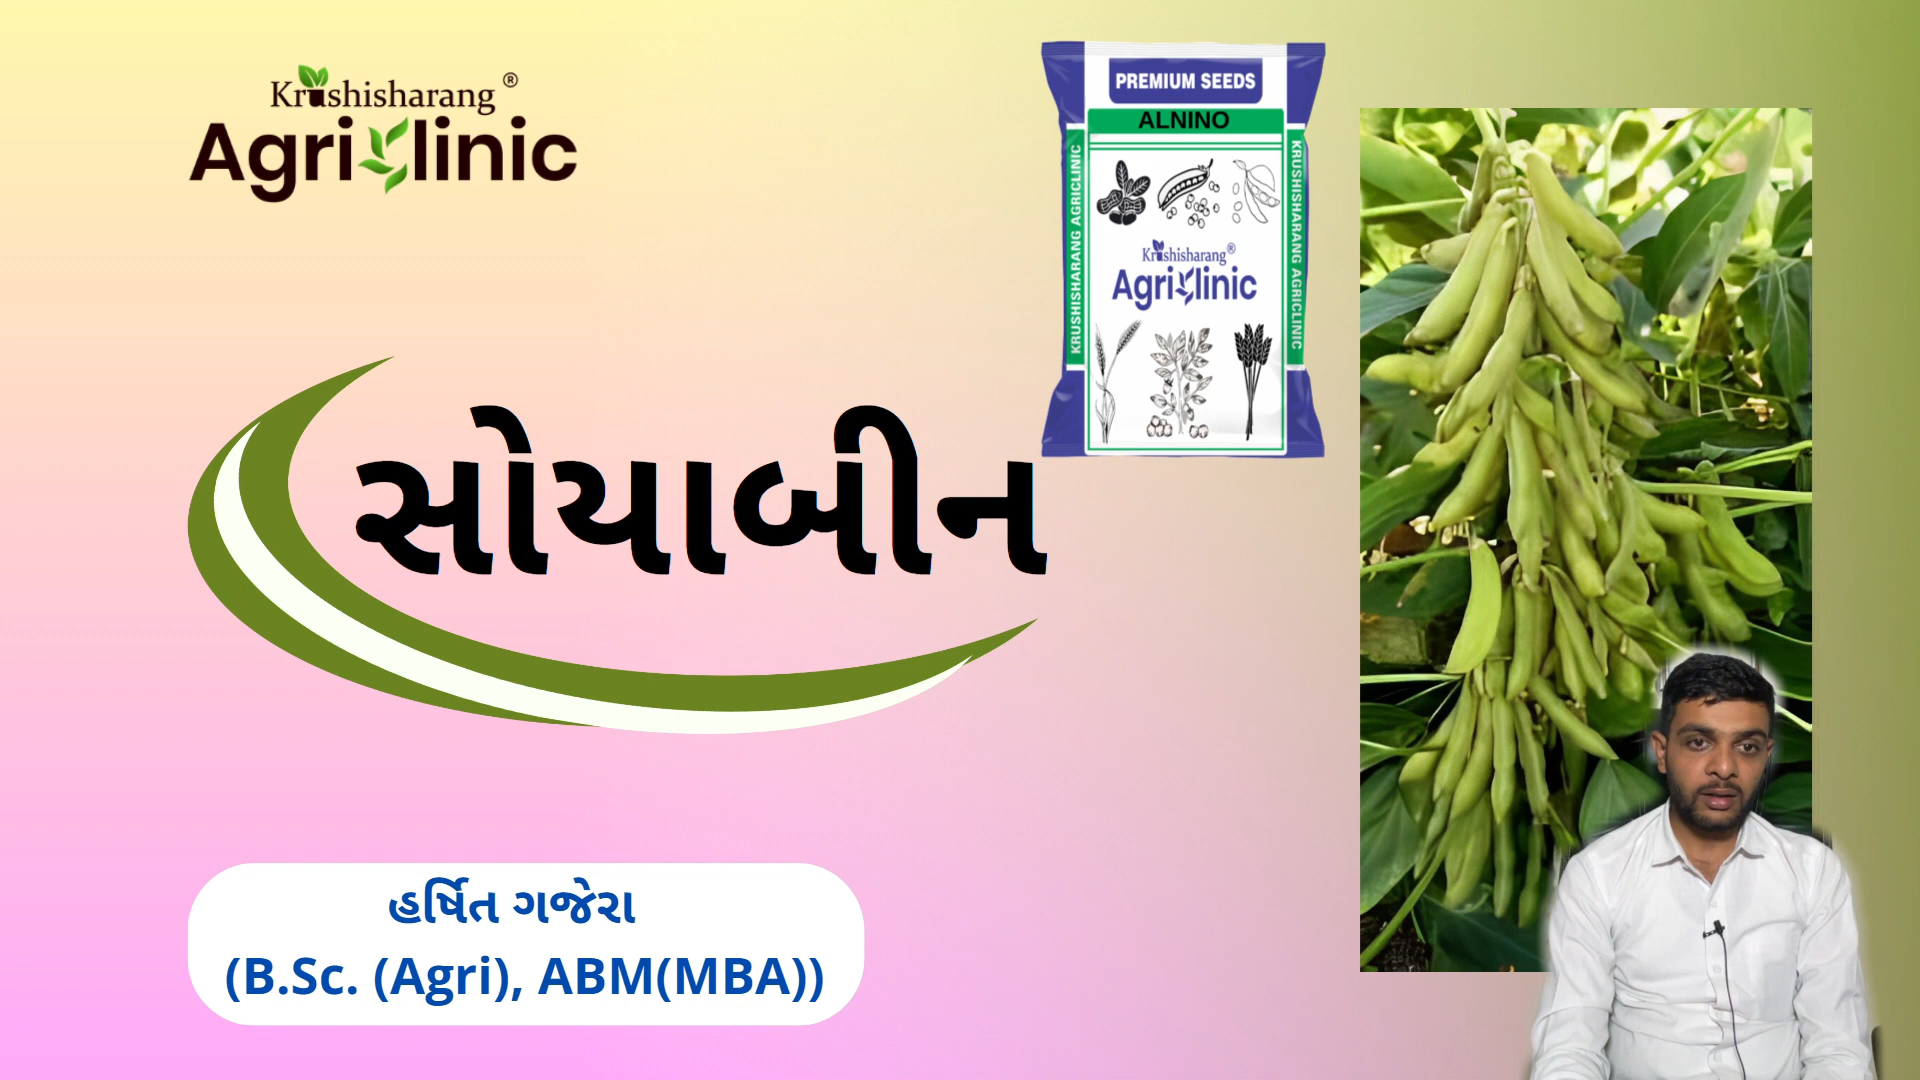 Krushisharang®
AgriClinic
PREMIUM SEEDS
ALNINO
KRUSHISHARANG AGRICLINIC
KRUSHISHARANG AGRICLINIC
Krushisharang®
AgriClinic
સોયાબીન
હર્ષિત ગજેરા
(B.Sc. (Agri), ABM(MBA))